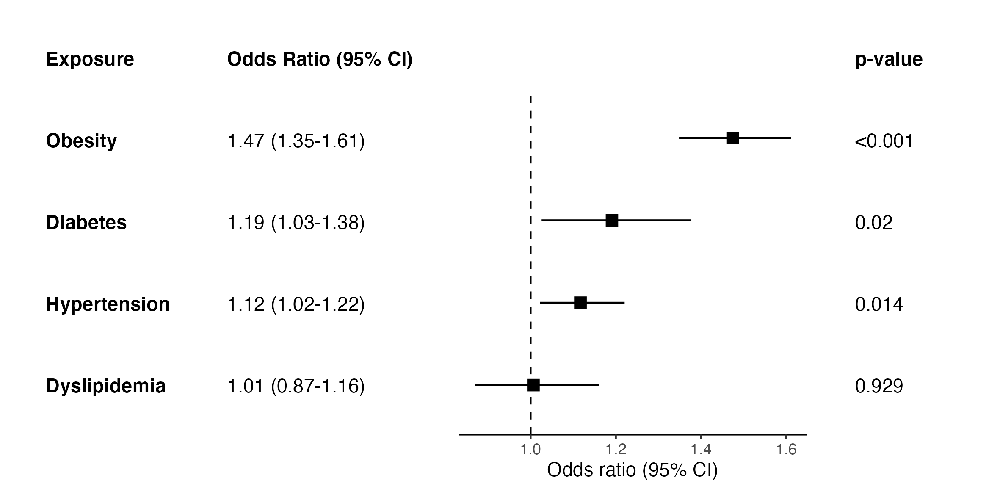 Exposure Odds Ratio (95% CI) p-value
Obesity 1.47 (1.35-1.61) <0.001
Diabetes 1.19 (1.03-1.38) 0.02
Hypertension 1.12 (1.02-1.22) 0.014
Dyslipidemia 1.01 (0.87-1.16) 0.929
1.0 1.2 1.4 1.6
Odds ratio (95% CI)